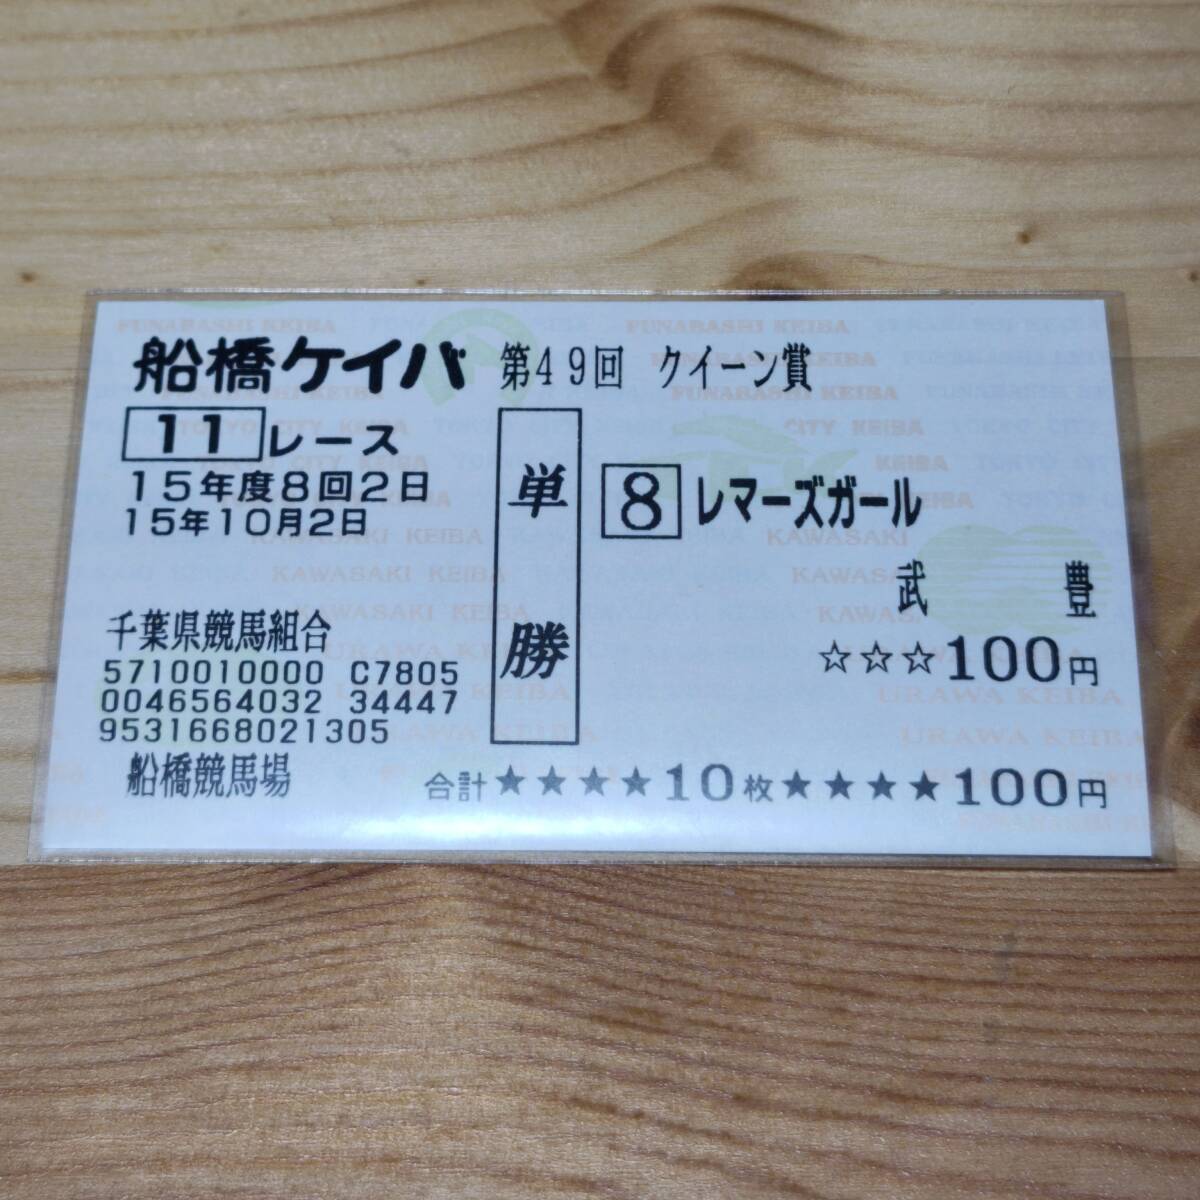 船橋ケイバ 第49回 クイーン賞
11レース
15年度8回2日
15年10月2日
単勝
8 レマーズガール
武 豊
☆☆☆100円
千葉県競馬組合
5710010000 C7805
0046564032 34447
9531668021305
船橋競馬場
合計★★★★10枚★★★★100円